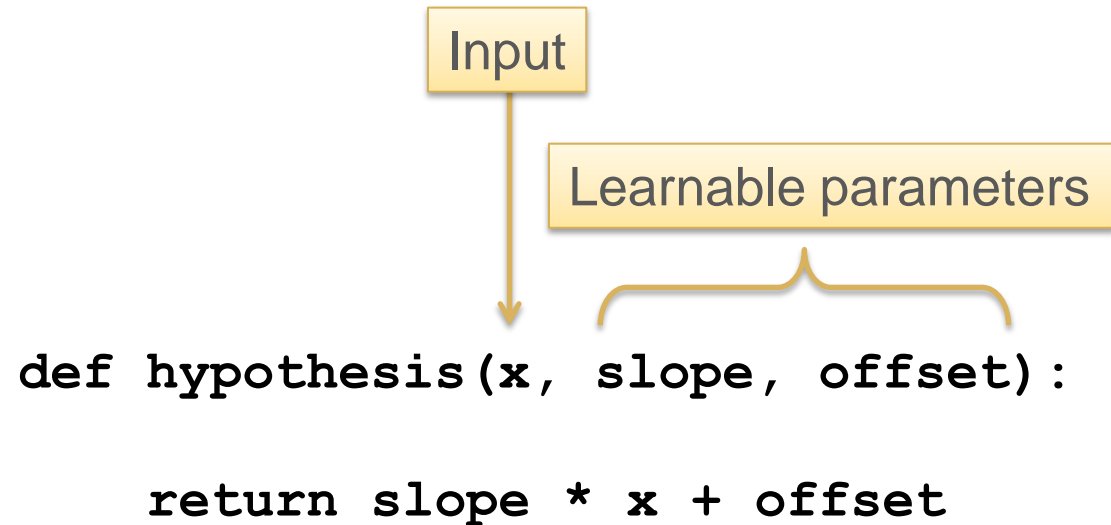 Input
Learnable parameters
def hypothesis(x, slope, offset):
return slope * x + offset